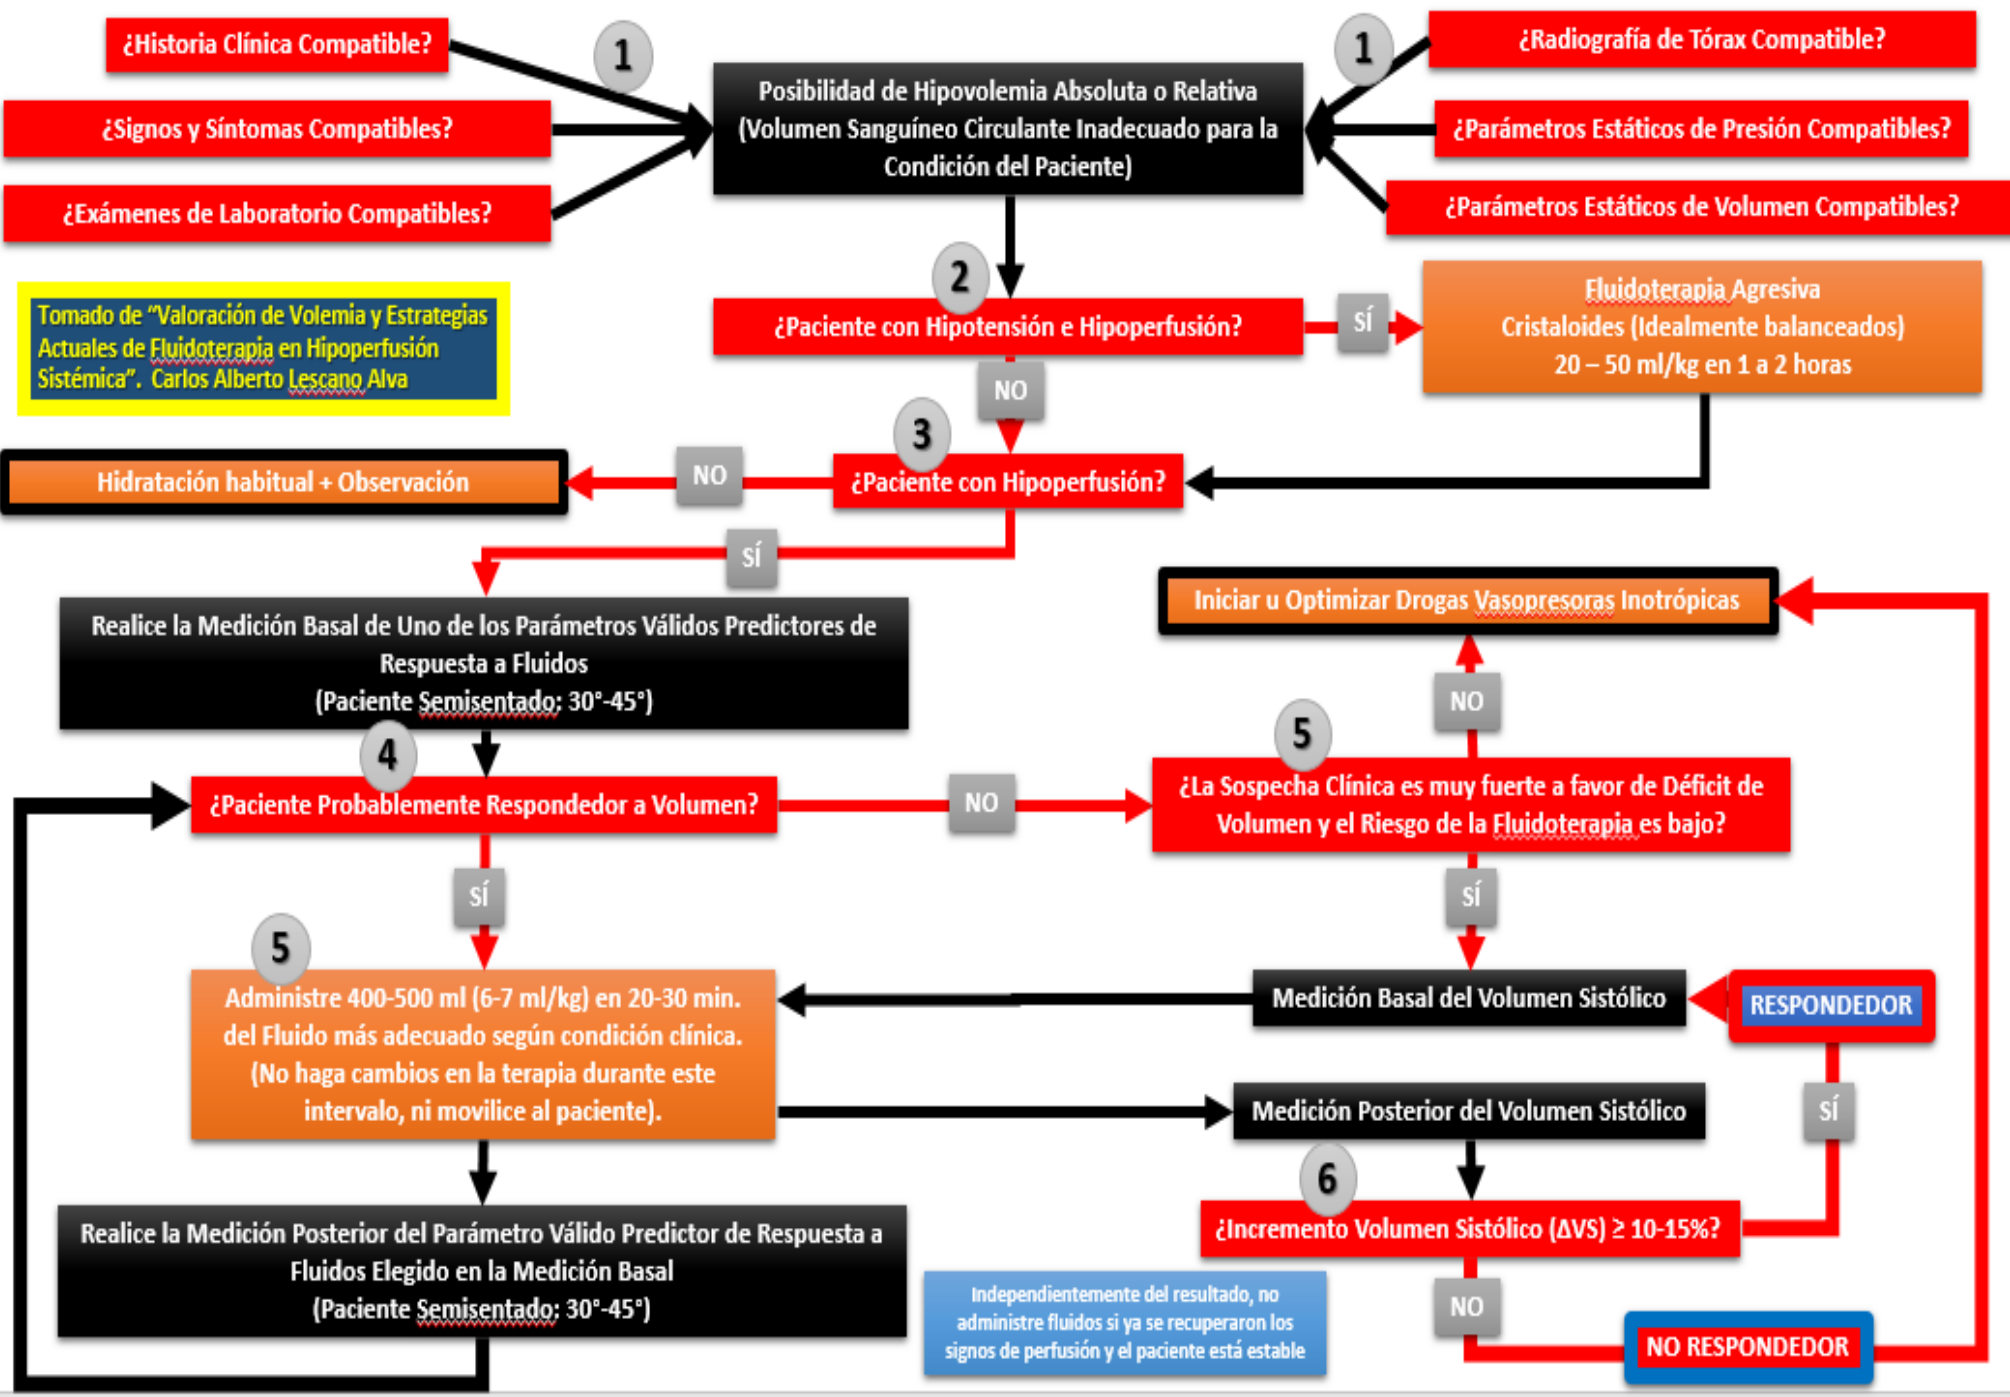 ¿Historia Clínica Compatible?
1
1
¿Radiografía de Tórax Compatible?
¿Signos y Síntomas Compatibles?
Posibilidad de Hipovolemia Absoluta o Relativa
(Volumen Sanguíneo Circulante Inadecuado para la
Condición del Paciente)
¿Parámetros Estáticos de Presión Compatibles?
¿Exámenes de Laboratorio Compatibles?
¿Parámetros Estáticos de Volumen Compatibles?
2
¿Paciente con Hipotensión e Hipoperfusión?
SÍ
Fluidoterapia Agresiva
Cristaloides (Idealmente balanceados)
20 – 50 ml/kg en 1 a 2 horas
Tomado de “Valoración de Volemia y Estrategias
Actuales de Fluidoterapia en Hipoperfusión
Sistémica”. Carlos Alberto Lescano Alva
NO
3
¿Paciente con Hipoperfusión?
NO
Hidratación habitual + Observación
SÍ
Realice la Medición Basal de Uno de los Parámetros Válidos Predictores de
Respuesta a Fluidos
(Paciente Semisentado: 30°-45°)
Iniciar u Optimizar Drogas Vasopresoras Inotrópicas
NO
4
¿Paciente Probablemente Respondedor a Volumen?
NO
5
¿La Sospecha Clínica es muy fuerte a favor de Déficit de
Volumen y el Riesgo de la Fluidoterapia es bajo?
SÍ
SÍ
5
Administre 400-500 ml (6-7 ml/kg) en 20-30 min.
del Fluido más adecuado según condición clínica.
(No haga cambios en la terapia durante este
intervalo, ni movilice al paciente).
Medición Basal del Volumen Sistólico
RESPONDEDOR
Medición Posterior del Volumen Sistólico
SÍ
6
¿Incremento Volumen Sistólico (ΔVS) ≥ 10-15%?
Realice la Medición Posterior del Parámetro Válido Predictor de Respuesta a
Fluidos Elegido en la Medición Basal
(Paciente Semisentado: 30°-45°)
Independientemente del resultado, no
administre fluidos si ya se recuperaron los
signos de perfusión y el paciente está estable
NO
NO RESPONDEDOR